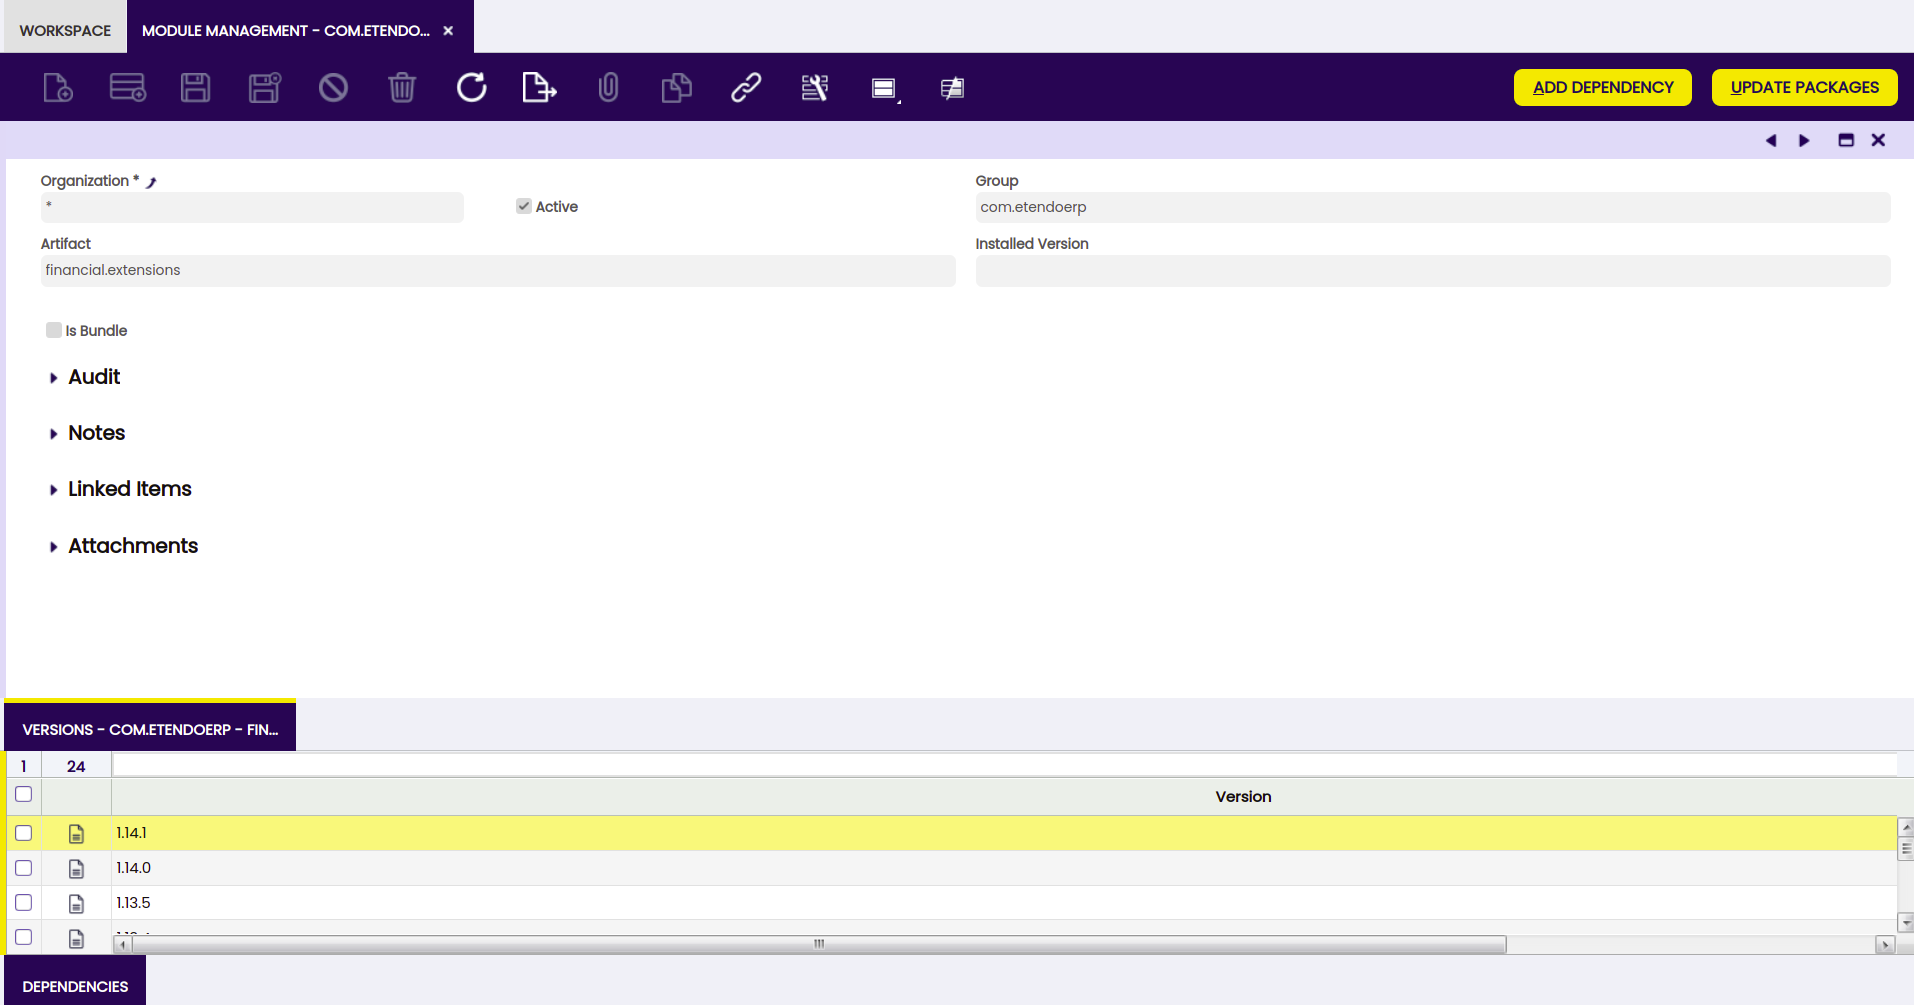 WORKSPACE
MODULE MANAGEMENT - COM.ETENDO...
ADD DEPENDENCY
UPDATE PACKAGES
Organization *
*
Active
Group
com.etendoerp
Artifact
financial.extensions
Installed Version
Is Bundle
Audit
Notes
Linked Items
Attachments
VERSIONS - COM.ETENDOERP - FIN...
1 24
Version
1.14.1
1.14.0
1.13.5
DEPENDENCIES